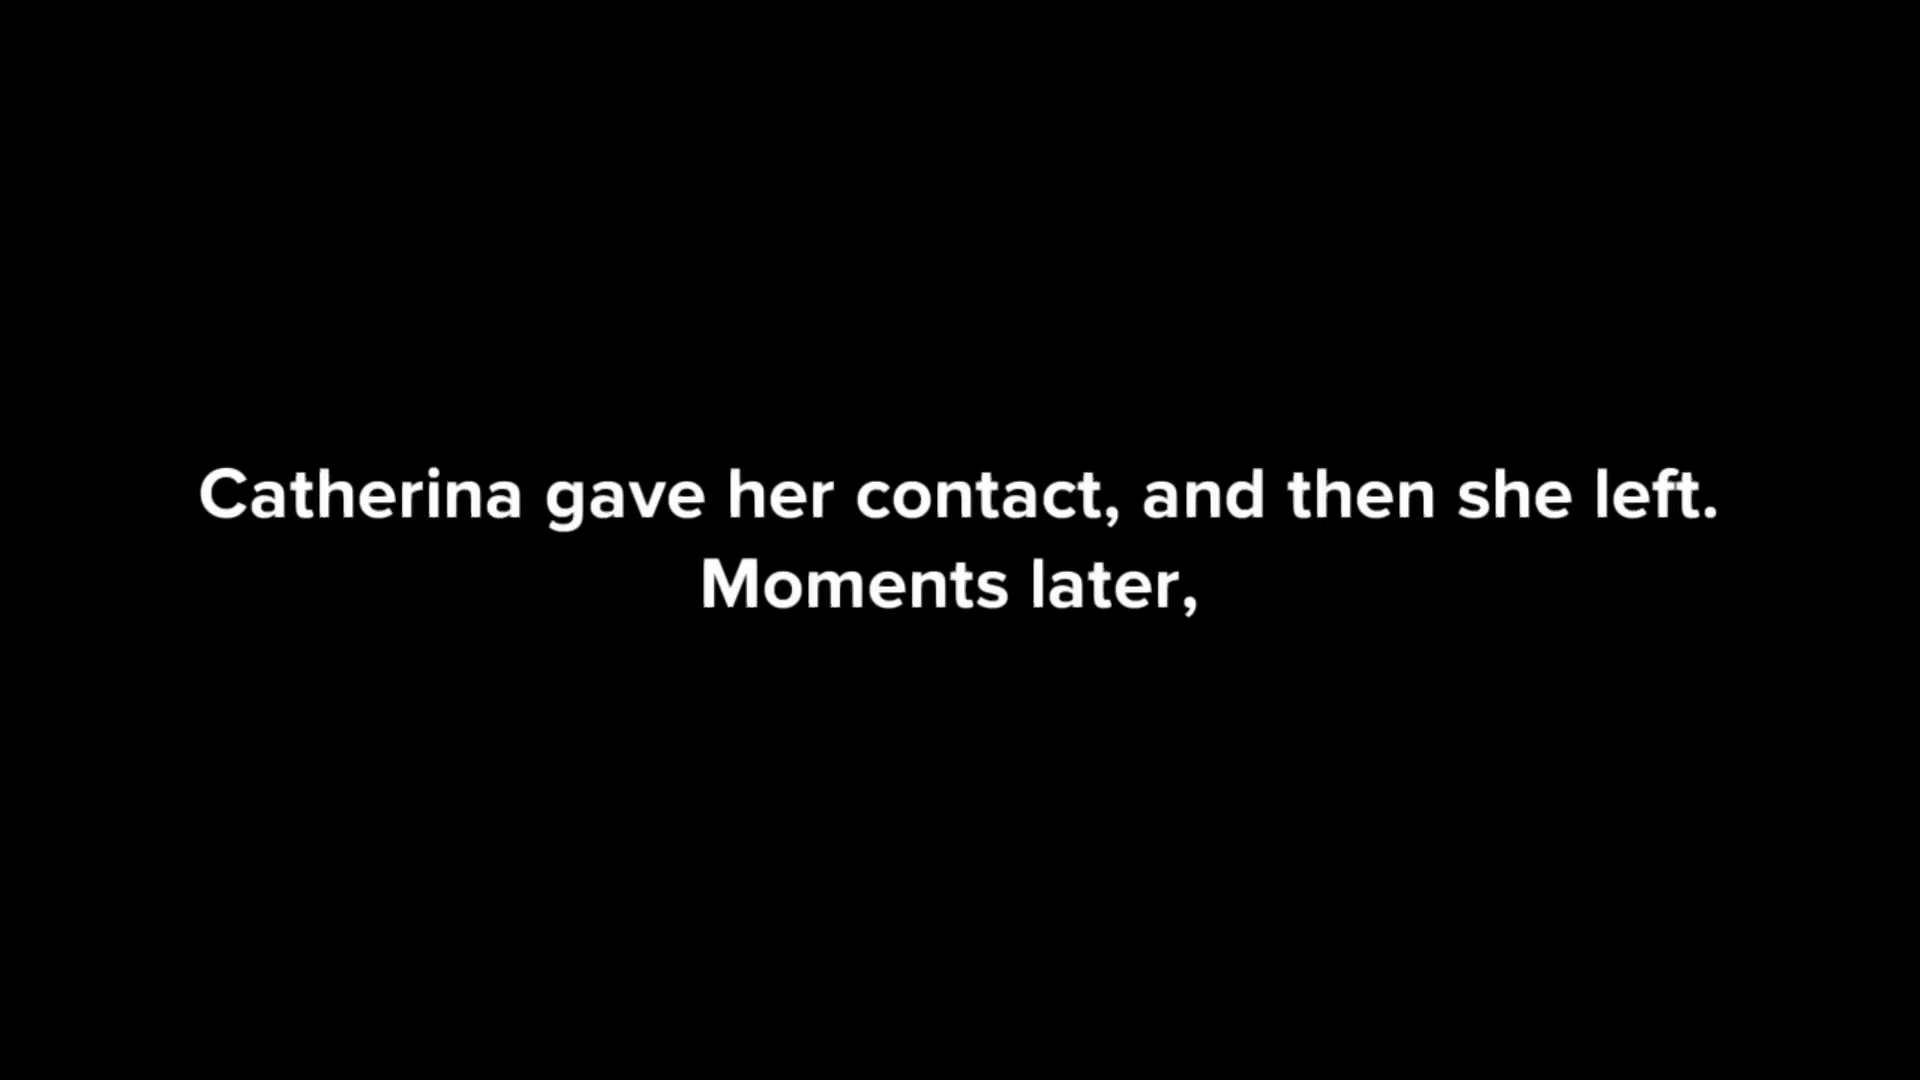 Catherina gave her contact, and then she left.
Moments later,